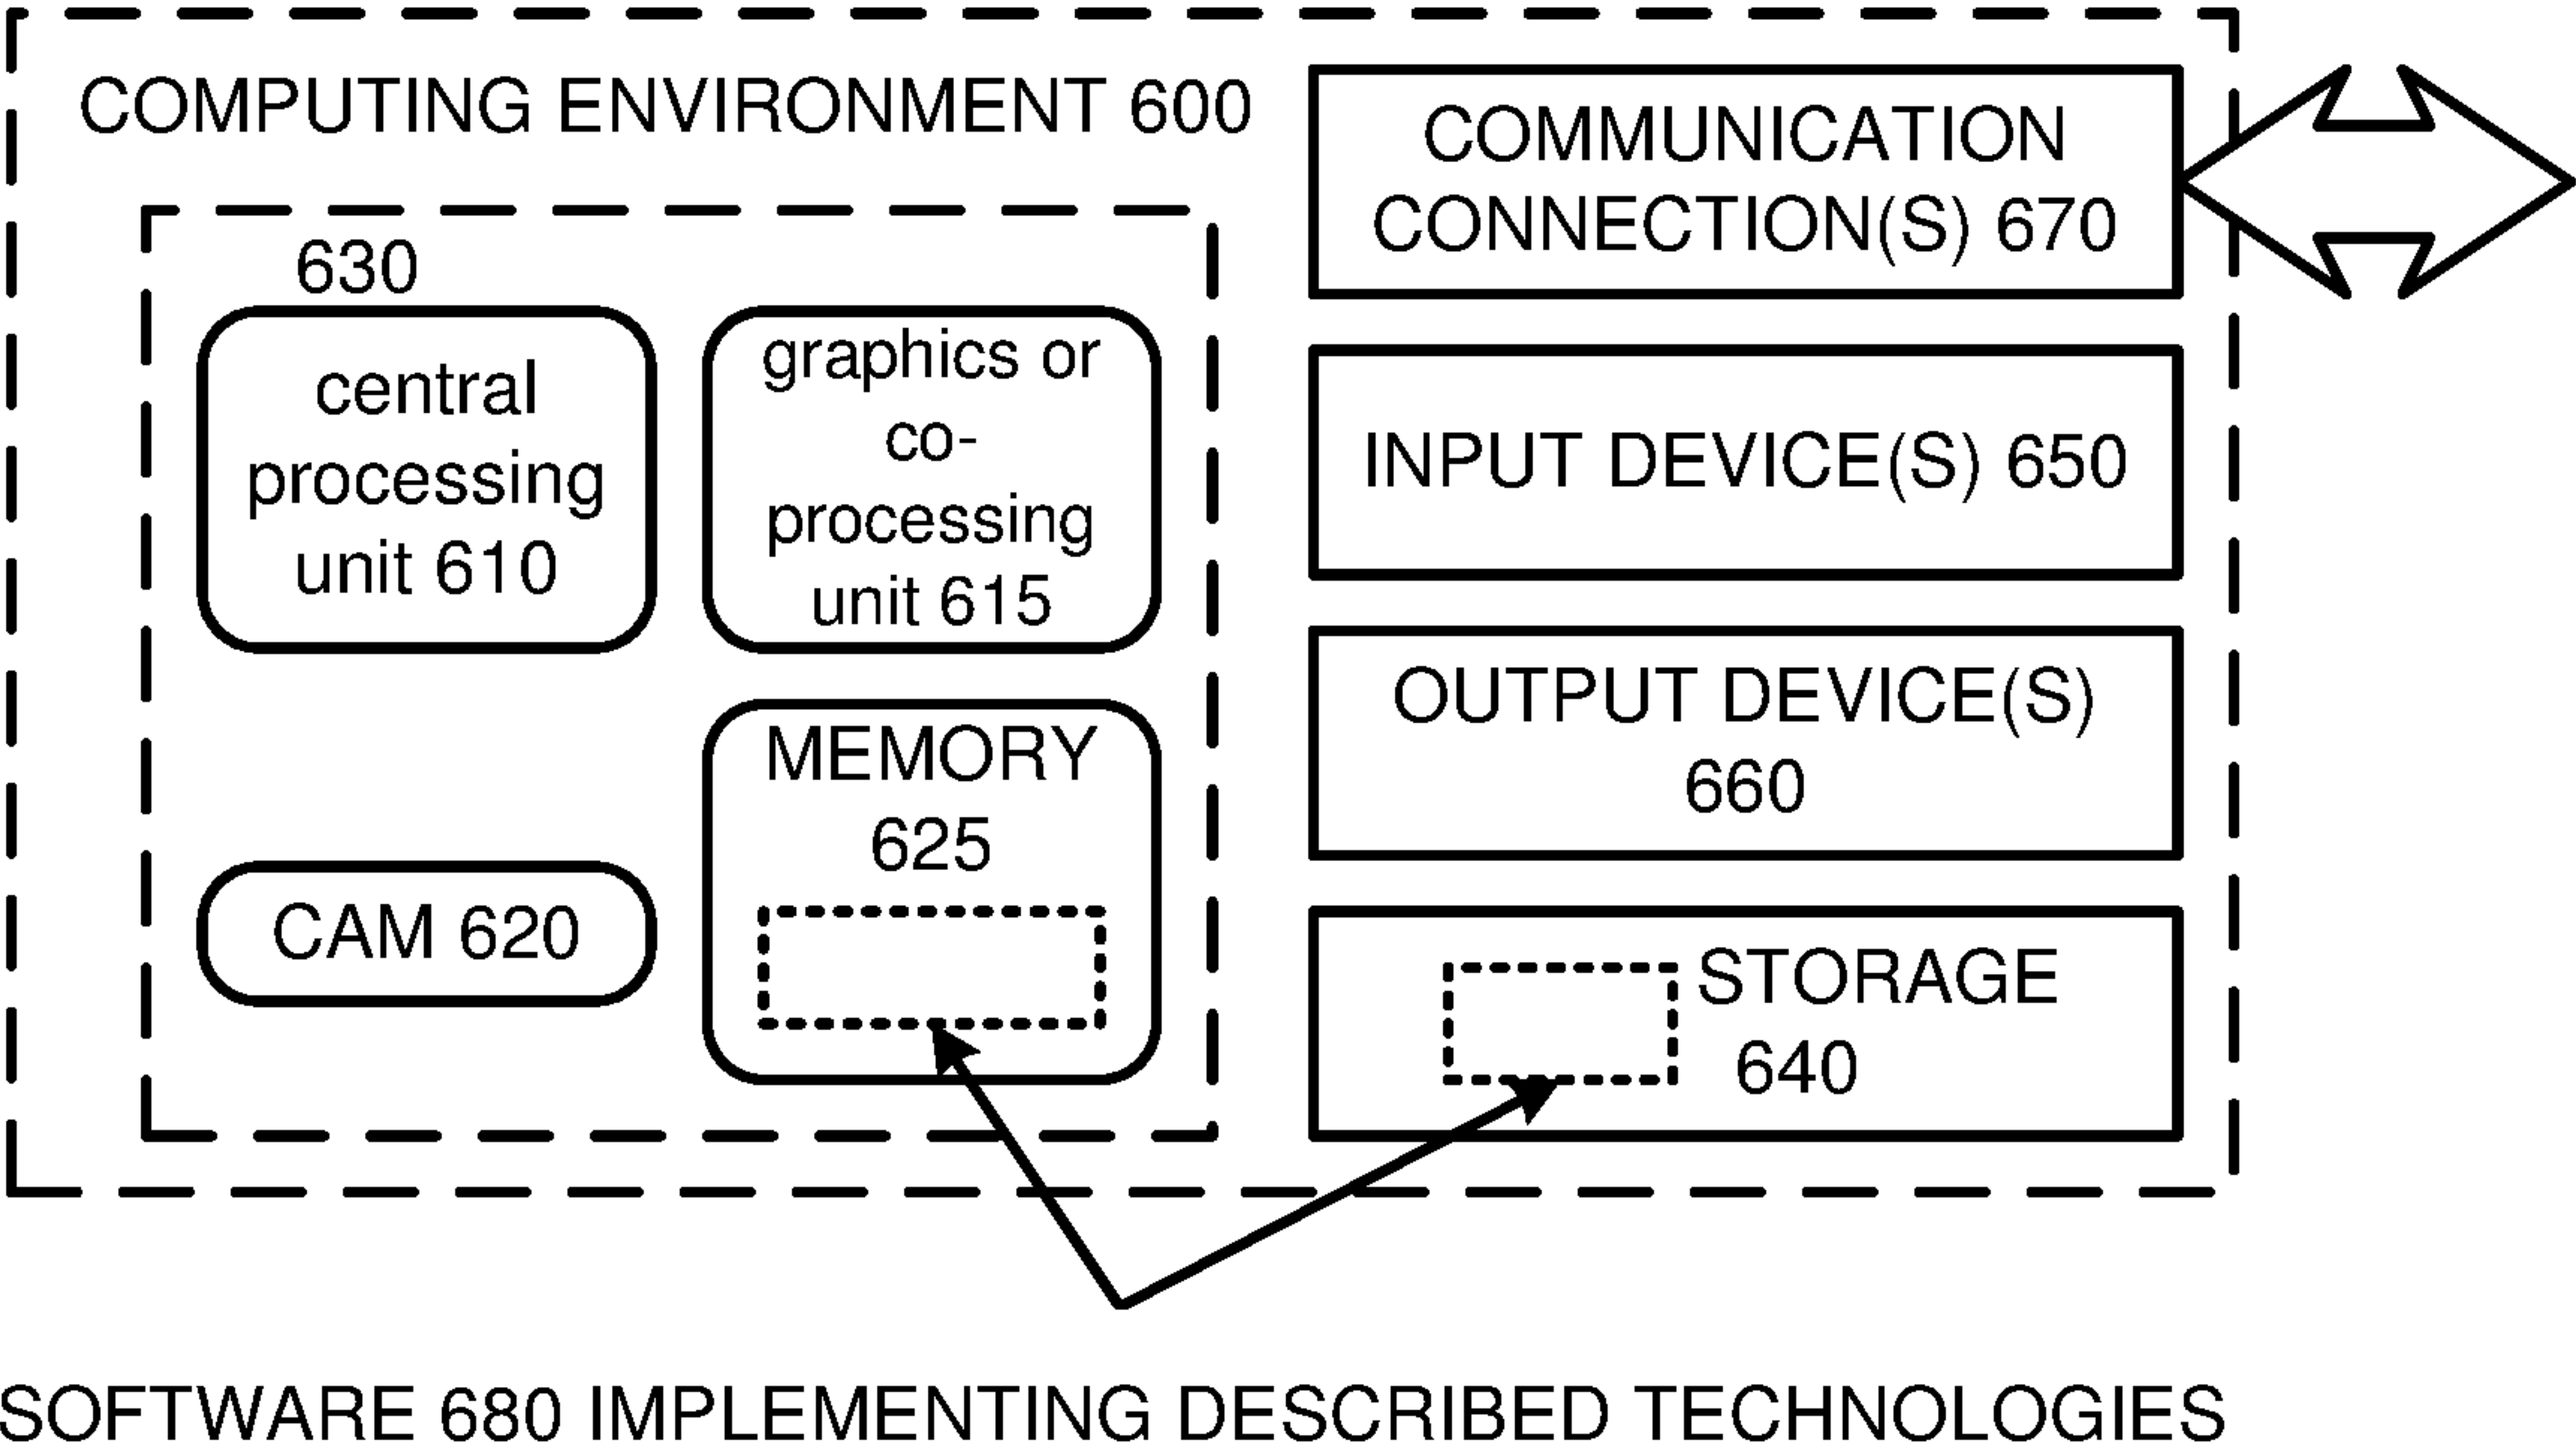 COMPUTING ENVIRONMENT 600
630
central
processing
unit 610
graphics or
co-
processing
unit 615
CAM 620
MEMORY
625
COMMUNICATION
CONNECTION(S) 670
INPUT DEVICE(S) 650
OUTPUT DEVICE(S)
660
STORAGE
640
SOFTWARE 680 IMPLEMENTING DESCRIBED TECHNOLOGIES